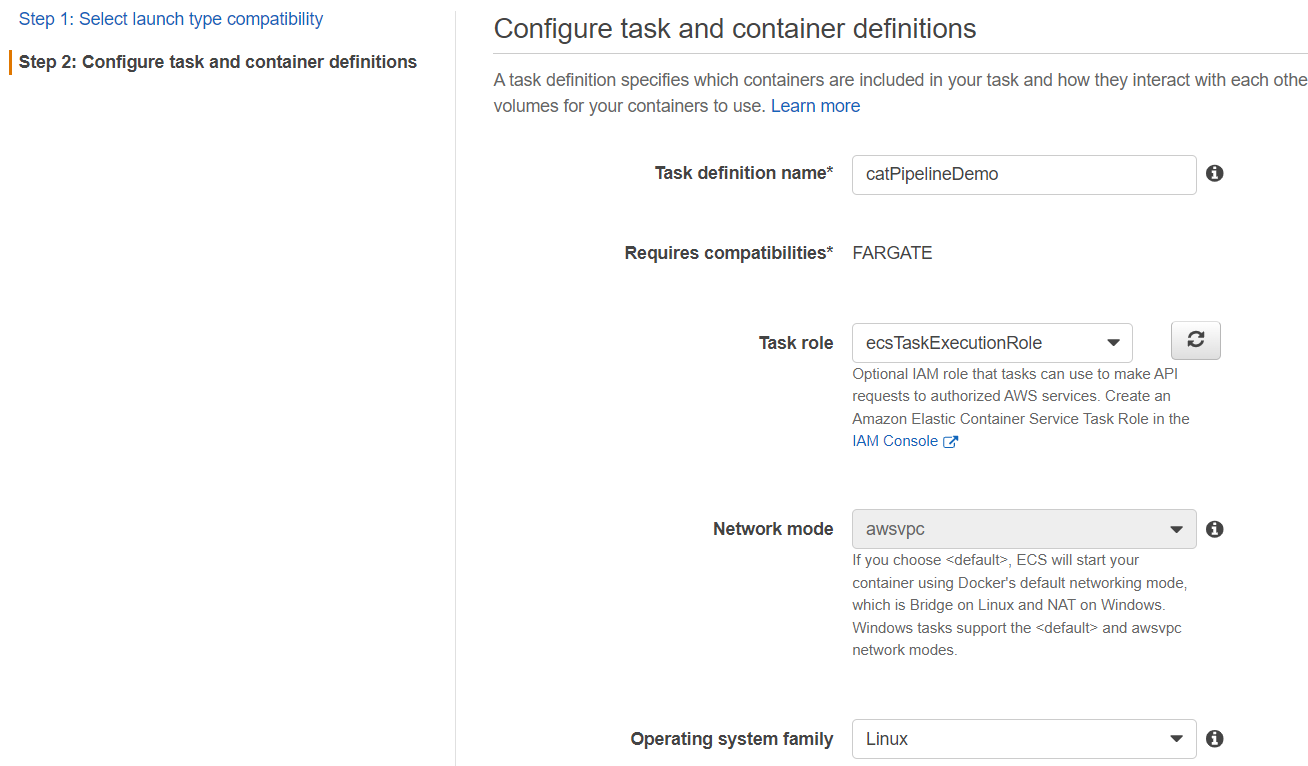 Step 1: Select launch type compatibility
Step 2: Configure task and container definitions
Configure task and container definitions
A task definition specifies which containers are included in your task and how they interact with each othe
volumes for your containers to use. Learn more
Task definition name*
catPipelineDemo
Requires compatibilities*
FARGATE
Task role
ecsTaskExecutionRole
Optional IAM role that tasks can use to make API
requests to authorized AWS services. Create an
Amazon Elastic Container Service Task Role in the
IAM Console
Network mode
awsvpc
If you choose <default>, ECS will start your
container using Docker's default networking mode,
which is Bridge on Linux and NAT on Windows.
Windows tasks support the <default> and awsvpc
network modes.
Operating system family
Linux